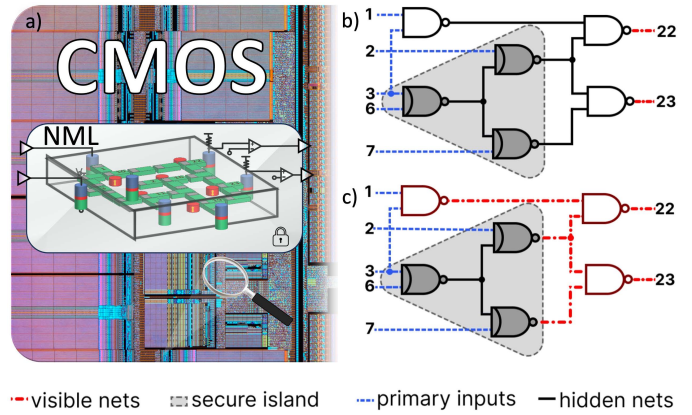 a)
CMOS
NML
b)
1
2
3
6
7
22
23
c)
1
2
3
6
7
22
23
visible nets
secure island
primary inputs
hidden nets